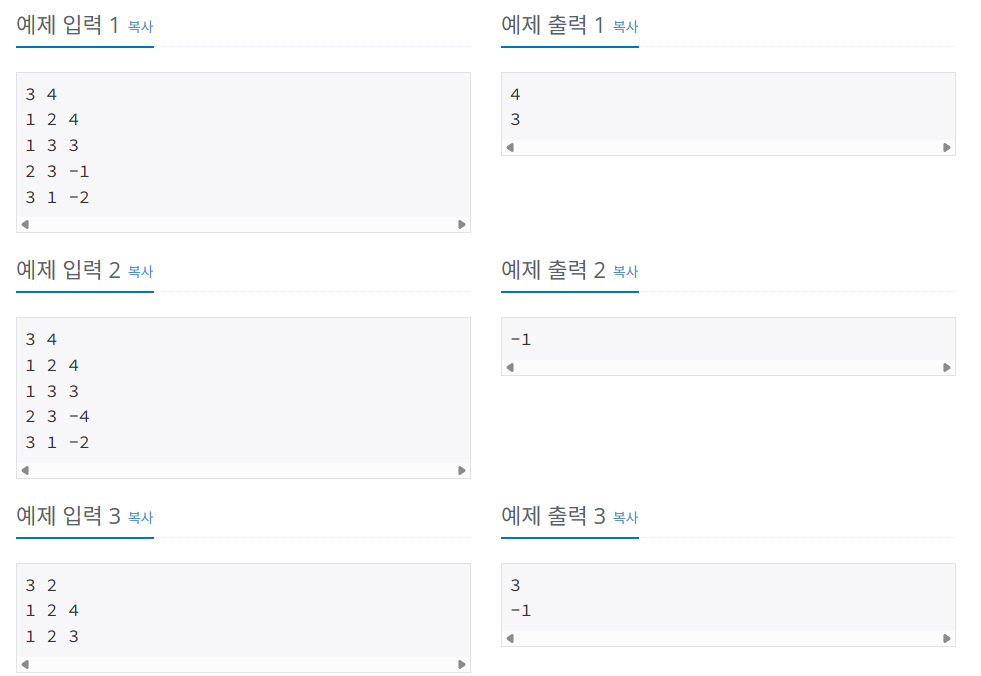 예제 입력 1 복사
3 4
1 2 4
1 3 3
2 3 -1
3 1 -2
예제 출력 1 복사
4
3
예제 입력 2 복사
3 4
1 2 4
1 3 3
2 3 -4
3 1 -2
예제 출력 2 복사
-1
예제 입력 3 복사
3 2
1 2 4
1 2 3
예제 출력 3 복사
3
-1